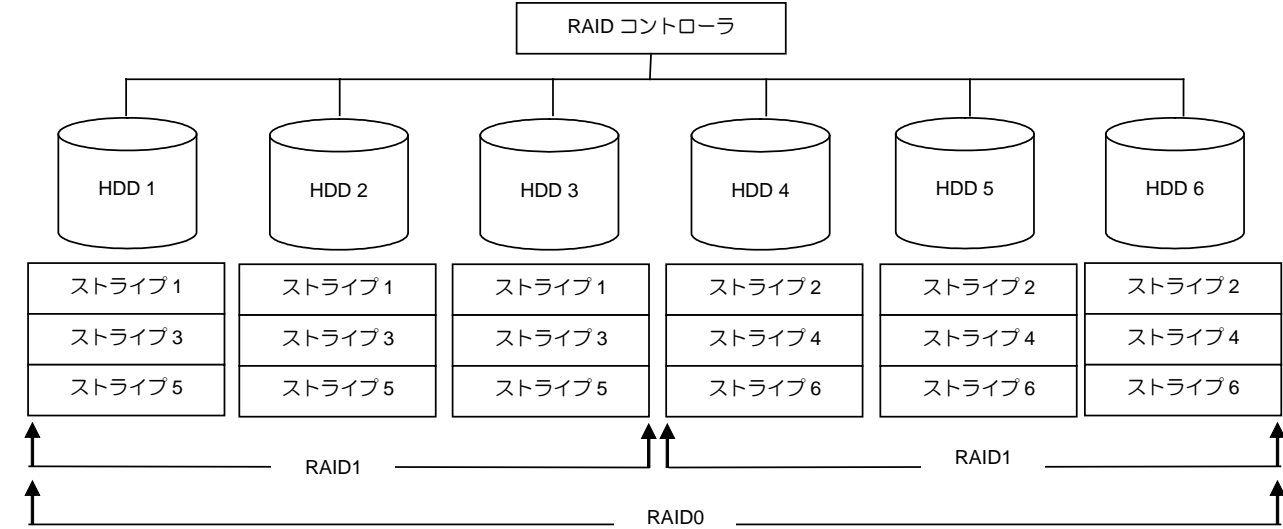 RAID コントローラ
HDD 1
HDD 2
HDD 3
HDD 4
HDD 5
HDD 6
ストライプ 1
ストライプ 1
ストライプ 1
ストライプ 2
ストライプ 2
ストライプ 2
ストライプ 3
ストライプ 3
ストライプ 3
ストライプ 4
ストライプ 4
ストライプ 4
ストライプ 5
ストライプ 5
ストライプ 5
ストライプ 6
ストライプ 6
ストライプ 6
RAID1
RAID1
RAID0